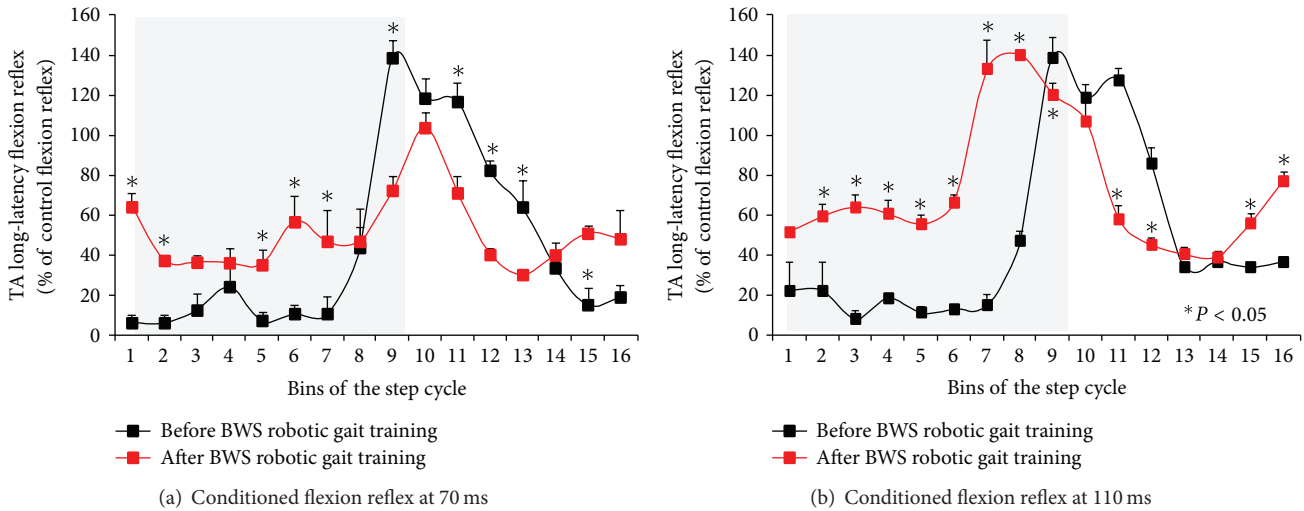 TA long-latency flexion reflex
(% of control flexion reflex)
160
140
120
100
80
60
40
20
0
* * * * * * * * * *
1 2 3 4 5 6 7 8 9 10 11 12 13 14 15 16
Bins of the step cycle
Before BWS robotic gait training
After BWS robotic gait training
(a) Conditioned flexion reflex at 70 ms
TA long-latency flexion reflex
(% of control flexion reflex)
160
140
120
100
80
60
40
20
0
* * * * * * * * * * * *
*P < 0.05
1 2 3 4 5 6 7 8 9 10 11 12 13 14 15 16
Bins of the step cycle
Before BWS robotic gait training
After BWS robotic gait training
(b) Conditioned flexion reflex at 110 ms